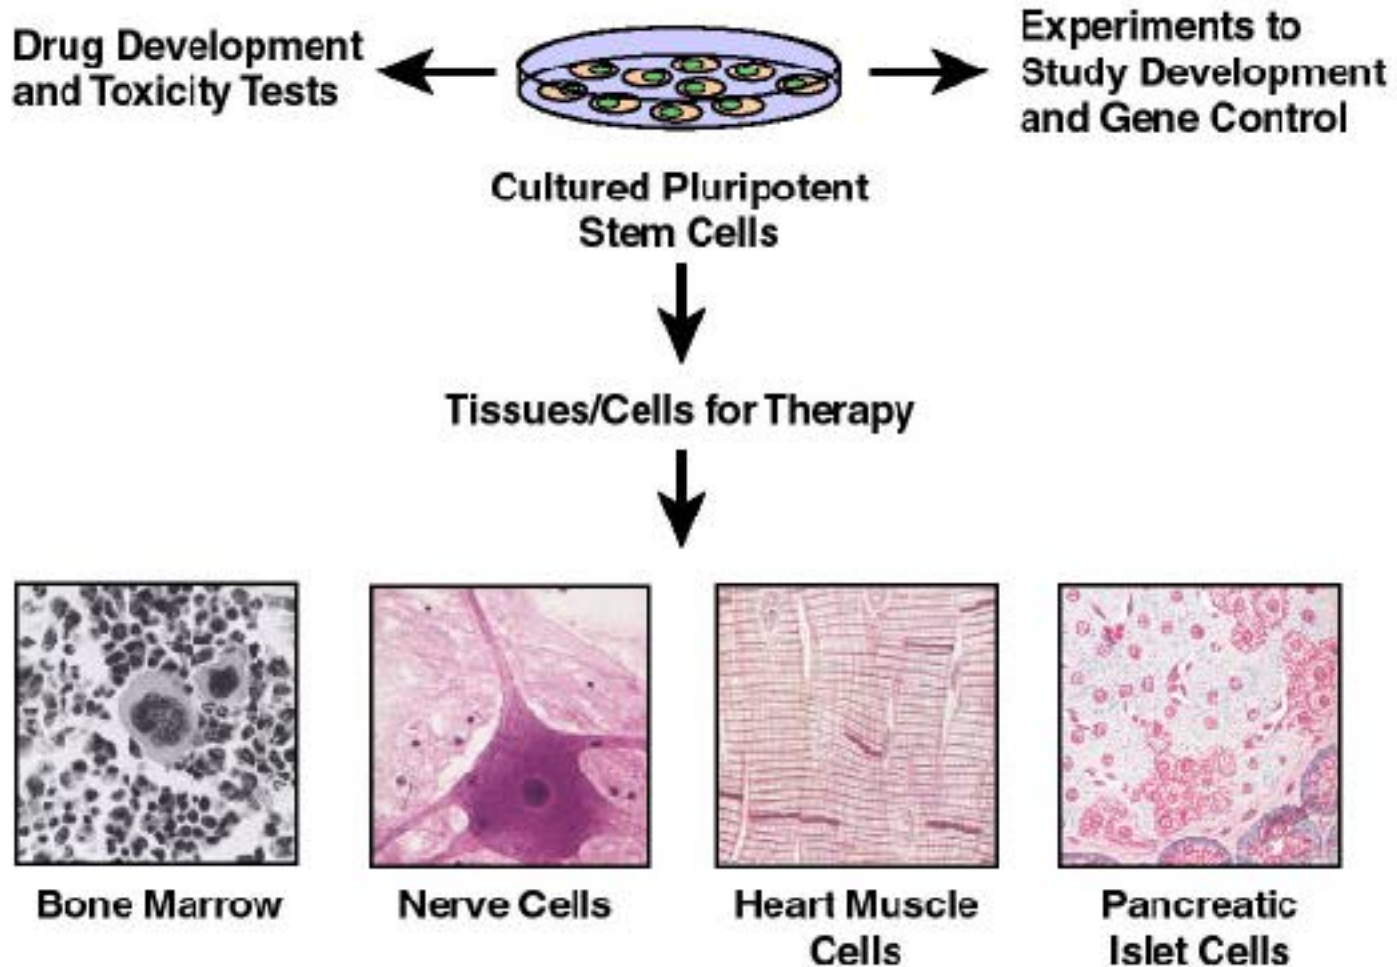 Drug Development
and Toxicity Tests
Experiments to
Study Development
and Gene Control
Cultured Pluripotent
Stem Cells
Tissues/Cells for Therapy
Bone Marrow
Nerve Cells
Heart Muscle
Cells
Pancreatic
Islet Cells